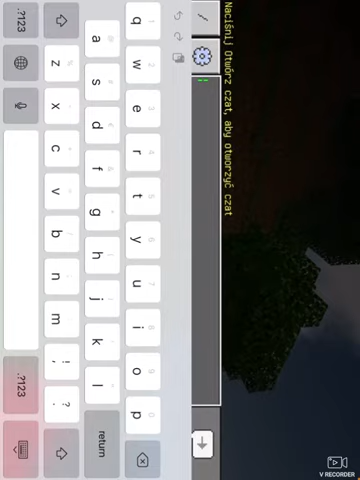 Naciśnij Otwórz czat, aby otworzyć czat
/
q w e r t y u i o p
a s d f g h j k l return
z x c v b n m ! , ? .
.?123 .?123
V RECORDER